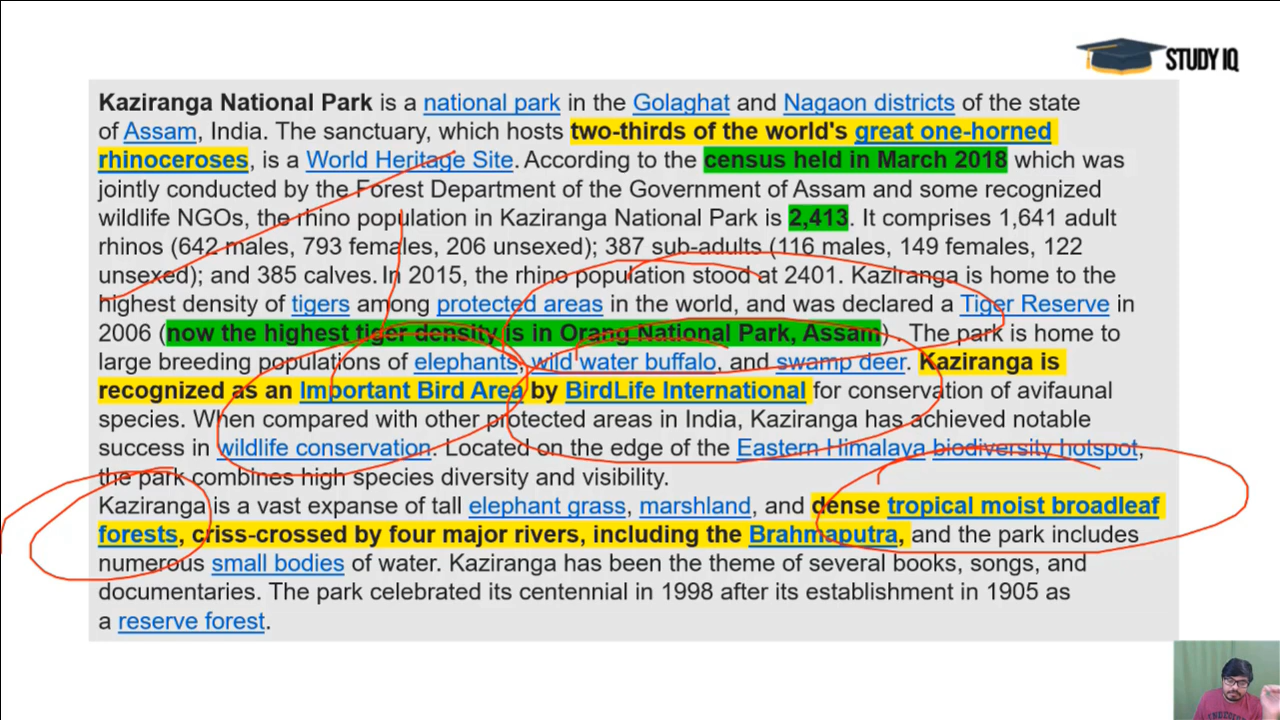 STUDY IQ
Kaziranga National Park is a national park in the Golaghat and Nagaon districts of the state
of Assam, India. The sanctuary, which hosts two-thirds of the world's great one-horned
rhinoceroses, is a World Heritage Site. According to the census held in March 2018 which was
jointly conducted by the Forest Department of the Government of Assam and some recognized
wildlife NGOs, the rhino population in Kaziranga National Park is 2,413. It comprises 1,641 adult
rhinos (642 males, 793 females, 206 unsexed); 387 sub-adults (116 males, 149 females, 122
unsexed); and 385 calves. In 2015, the rhino population stood at 2401. Kaziranga is home to the
highest density of tigers among protected areas in the world, and was declared a Tiger Reserve in
2006 (now the highest tiger density is in Orang National Park, Assam) . The park is home to
large breeding populations of elephants, wild water buffalo, and swamp deer. Kaziranga is
recognized as an Important Bird Area by BirdLife International for conservation of avifaunal
species. When compared with other protected areas in India, Kaziranga has achieved notable
success in wildlife conservation. Located on the edge of the Eastern Himalaya biodiversity hotspot,
the park combines high species diversity and visibility.
Kaziranga is a vast expanse of tall elephant grass, marshland, and dense tropical moist broadleaf
forests, criss-crossed by four major rivers, including the Brahmaputra, and the park includes
numerous small bodies of water. Kaziranga has been the theme of several books, songs, and
documentaries. The park celebrated its centennial in 1998 after its establishment in 1905 as
a reserve forest.